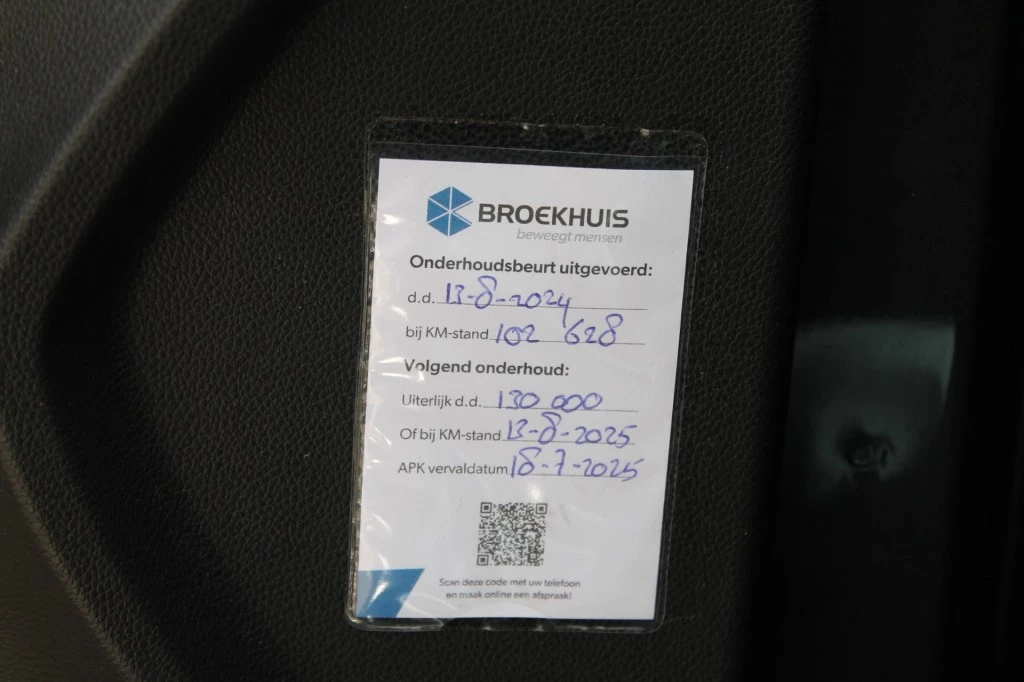 BROEKHUIS
beweegt mensen
Onderhoudsbeurt uitgevoerd:
d.d. 13-8-2024
bij KM-stand 102 628
Volgend onderhoud:
Uiterlijk d.d. 130 000
Of bij KM-stand 13-8-2025
APK vervaldatum 18-7-2025
Scan deze code met uw telefoon
en maak online een afspraak!